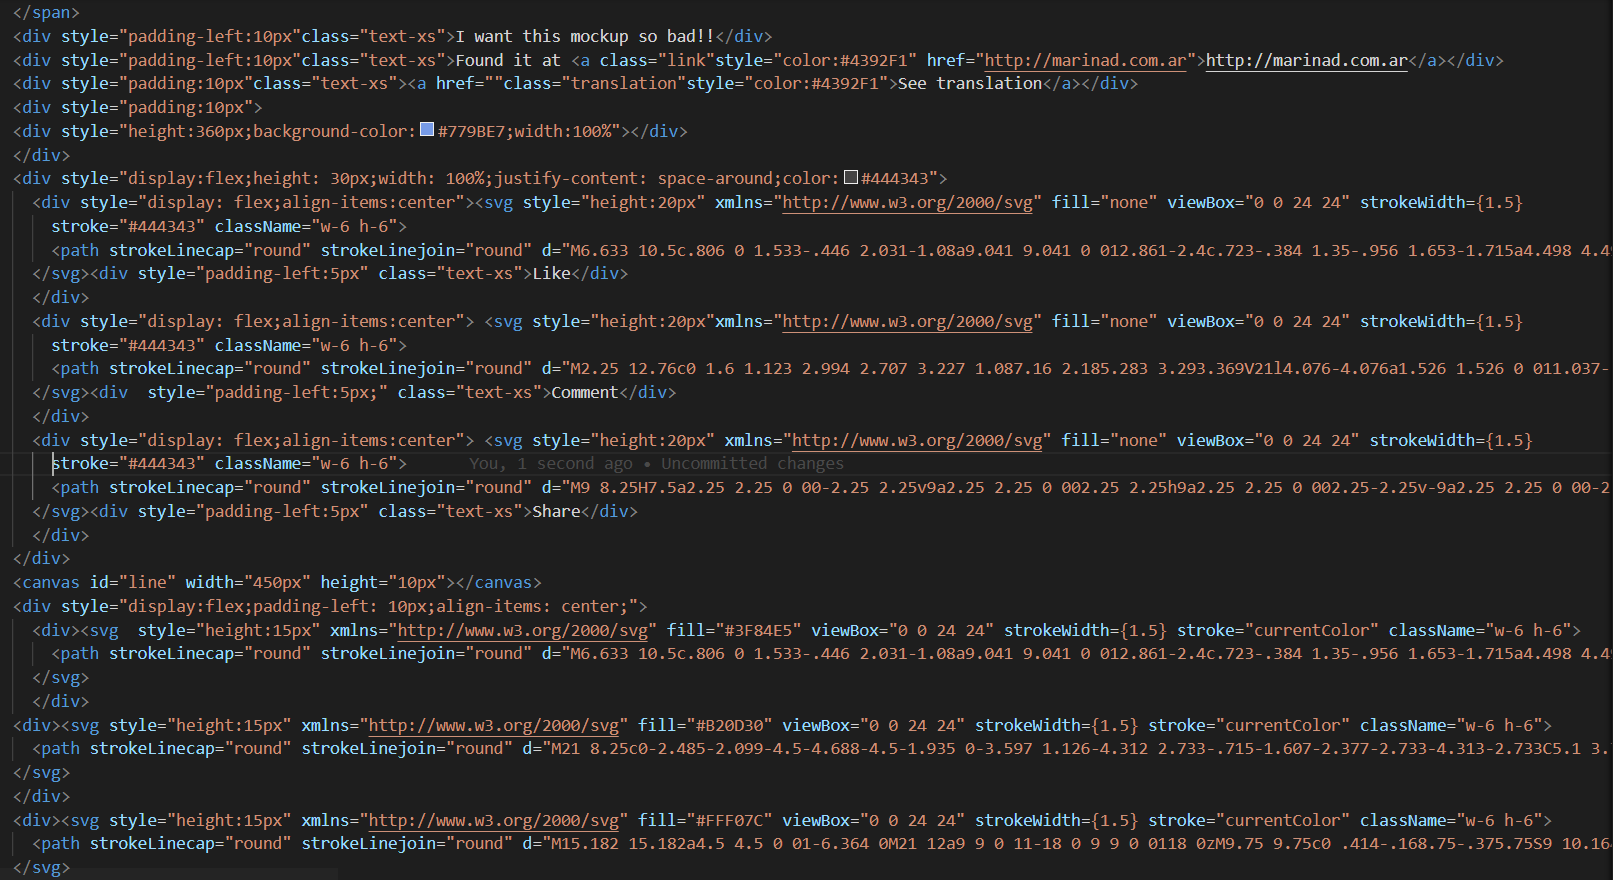 </span>
<div style="padding-left:10px"class="text-xs">I want this mockup so bad!!</div>
<div style="padding-left:10px"class="text-xs">Found it at <a class="link"style="color:#4392F1" href="http://marinad.com.ar">http://marinad.com.ar</a></div>
<div style="padding:10px"class="text-xs"><a href=""class="translation"style="color:#4392F1">See translation</a></div>
<div style="padding:10px">
<div style="height:360px;background-color:#779BE7;width:100%"></div>
</div>
<div style="display:flex;height: 30px;width: 100%;justify-content: space-around;color:#444343">
<div style="display: flex;align-items:center"><svg style="height:20px" xmlns="http://www.w3.org/2000/svg" fill="none" viewBox="0 0 24 24" strokeWidth={1.5}
stroke="#444343" className="w-6 h-6">
<path strokeLinecap="round" strokeLinejoin="round" d="M6.633 10.5c.806 0 1.533-.446 2.031-1.08a9.041 9.041 0 012.861-2.4c.723-.384 1.35-.956 1.653-1.715a4.498 4.4
</svg><div style="padding-left:5px" class="text-xs">Like</div>
</div>
<div style="display: flex;align-items:center"> <svg style="height:20px"xmlns="http://www.w3.org/2000/svg" fill="none" viewBox="0 0 24 24" strokeWidth={1.5}
stroke="#444343" className="w-6 h-6">
<path strokeLinecap="round" strokeLinejoin="round" d="M2.25 12.76c0 1.6 1.123 2.994 2.707 3.227 1.087.16 2.185.283 3.293.369V21l4.076-4.076a1.526 1.526 0 011.037-
</svg><div  style="padding-left:5px;" class="text-xs">Comment</div>
</div>
<div style="display: flex;align-items:center"> <svg style="height:20px" xmlns="http://www.w3.org/2000/svg" fill="none" viewBox="0 0 24 24" strokeWidth={1.5}
stroke="#444343" className="w-6 h-6"> You, 1 second ago • Uncommitted changes
<path strokeLinecap="round" strokeLinejoin="round" d="M9 8.25H7.5a2.25 2.25 0 00-2.25 2.25v9a2.25 2.25 0 002.25 2.25h9a2.25 2.25 0 002.25-2.25v-9a2.25 2.25 0 00-2
</svg><div style="padding-left:5px" class="text-xs">Share</div>
</div>
</div>
<canvas id="line" width="450px" height="10px"></canvas>
<div style="display:flex;padding-left: 10px;align-items: center;">
<div><svg  style="height:15px" xmlns="http://www.w3.org/2000/svg" fill="#3F84E5" viewBox="0 0 24 24" strokeWidth={1.5} stroke="currentColor" className="w-6 h-6">
<path strokeLinecap="round" strokeLinejoin="round" d="M6.633 10.5c.806 0 1.533-.446 2.031-1.08a9.041 9.041 0 012.861-2.4c.723-.384 1.35-.956 1.653-1.715a4.498 4.4
</svg>
</div>
<div><svg style="height:15px" xmlns="http://www.w3.org/2000/svg" fill="#B20D30" viewBox="0 0 24 24" strokeWidth={1.5} stroke="currentColor" className="w-6 h-6">
<path strokeLinecap="round" strokeLinejoin="round" d="M21 8.25c0-2.485-2.099-4.5-4.688-4.5-1.935 0-3.597 1.126-4.312 2.733-.715-1.607-2.377-2.733-4.313-2.733C5.1 3.
</svg>
</div>
<div><svg style="height:15px" xmlns="http://www.w3.org/2000/svg" fill="#FFF07C" viewBox="0 0 24 24" strokeWidth={1.5} stroke="currentColor" className="w-6 h-6">
<path strokeLinecap="round" strokeLinejoin="round" d="M15.182 15.182a4.5 4.5 0 01-6.364 0M21 12a9 9 0 11-18 0 9 9 0 0118 0zM9.75 9.75c0 .414-.168.75-.375.75S9 10.16
</svg>